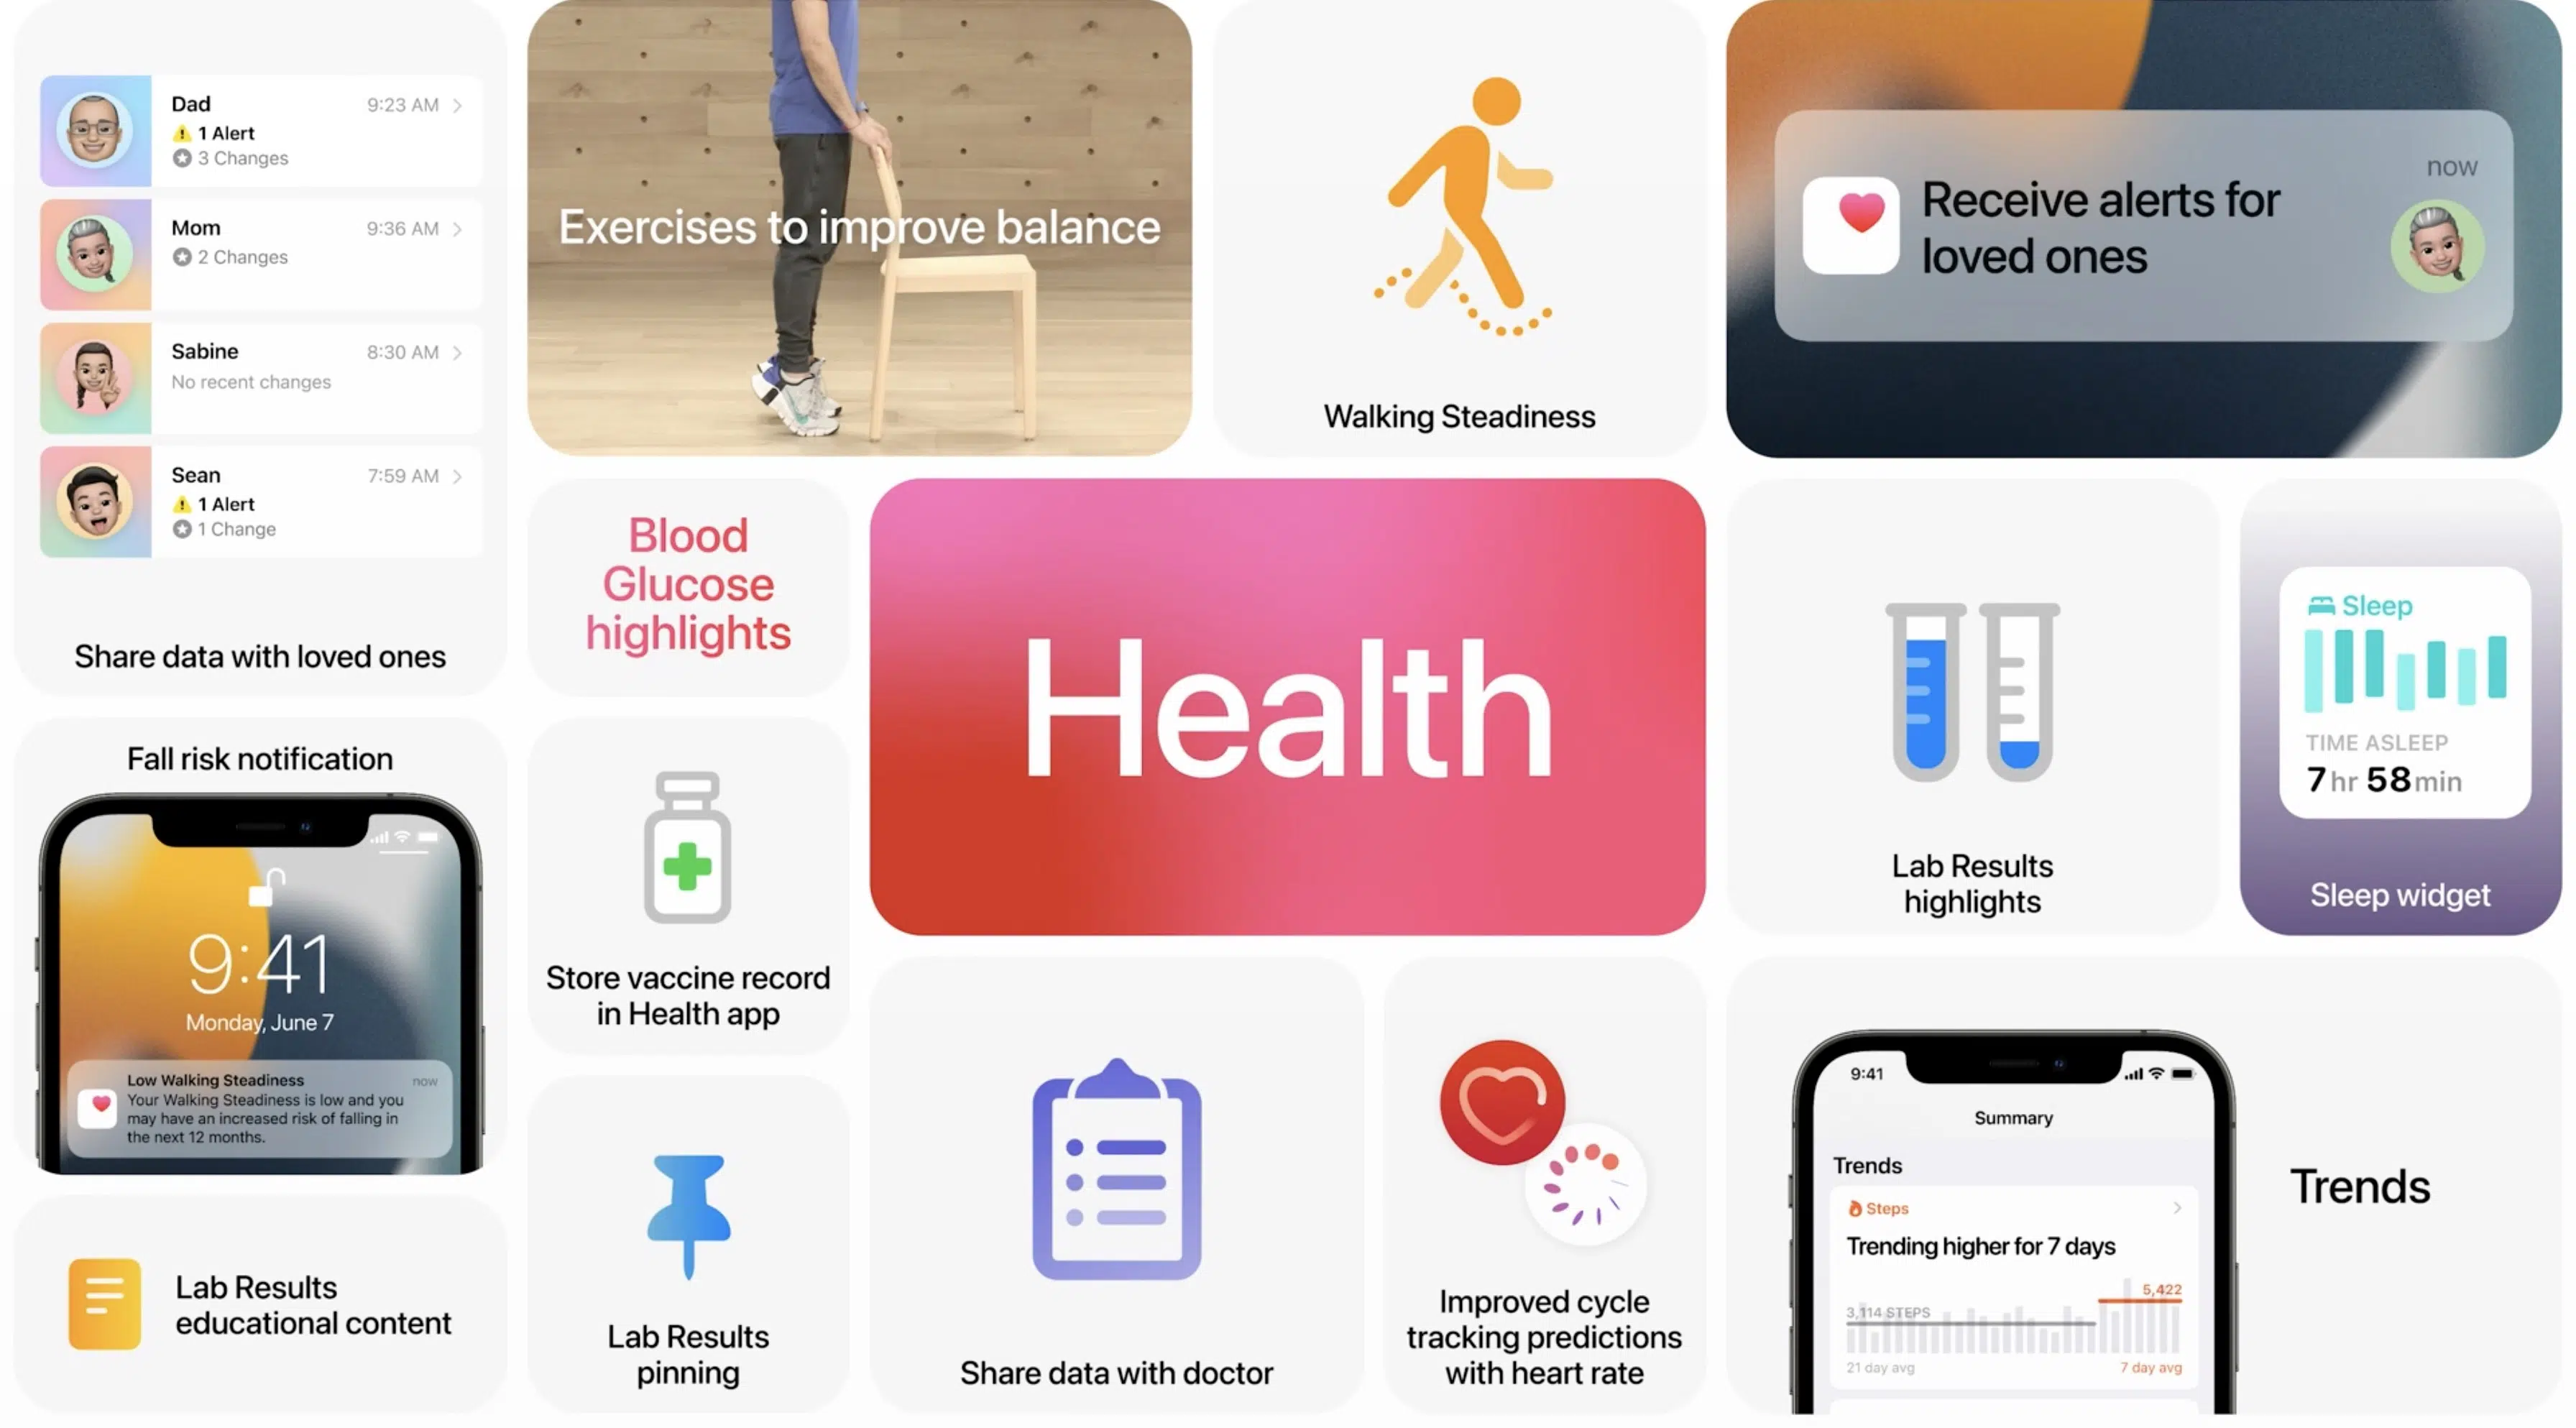 Dad 9:23 AM
1 Alert
3 Changes
Mom 9:36 AM
2 Changes
Sabine 8:30 AM
No recent changes
Sean 7:59 AM
1 Alert
1 Change
Share data with loved ones
Exercises to improve balance
Walking Steadiness
now
Receive alerts for
loved ones
Blood
Glucose
highlights
Health
Lab Results
highlights
Sleep
TIME ASLEEP
7 hr 58 min
Sleep widget
Fall risk notification
9:41
Monday, June 7
Low Walking Steadiness now
Your Walking Steadiness is low and you
may have an increased risk of falling in
the next 12 months.
Store vaccine record
in Health app
Lab Results
educational content
Lab Results
pinning
Share data with doctor
Improved cycle
tracking predictions
with heart rate
9:41
Summary
Trends
Steps
Trending higher for 7 days
5,422
3,114 STEPS
21 day avg 7 day avg
Trends